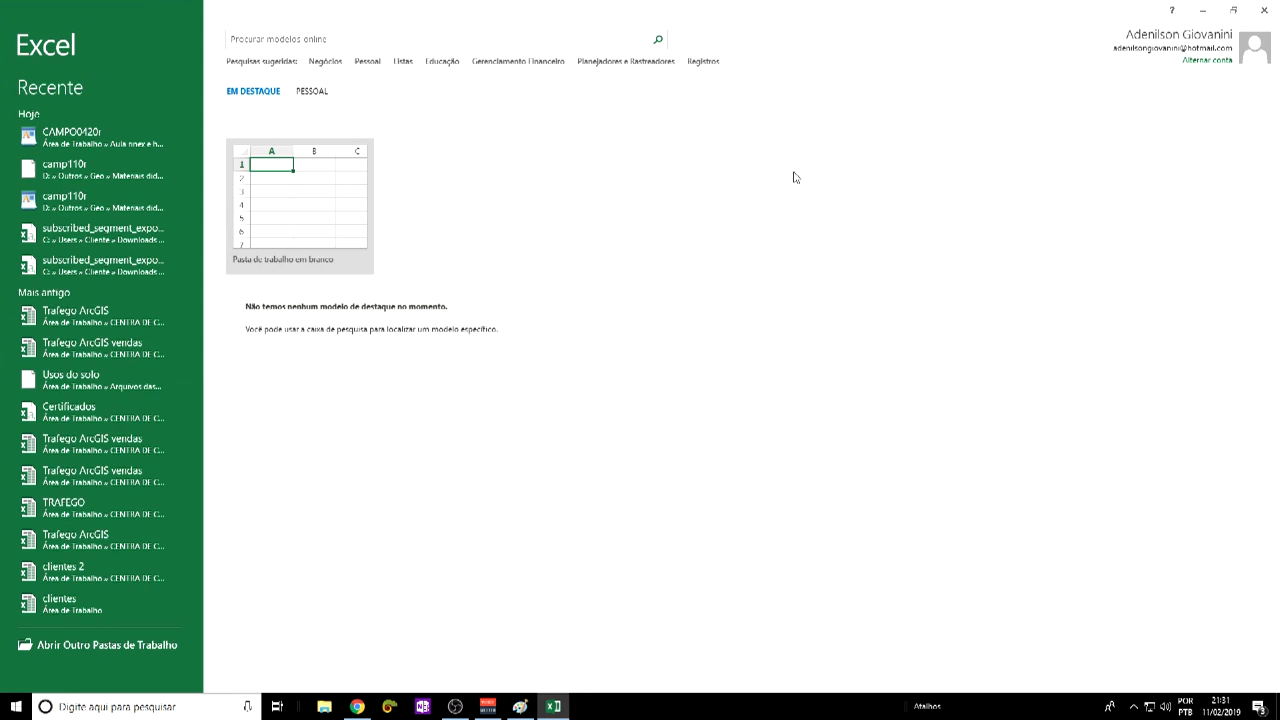 Excel
Recente
Hoje
CAMPO0420r
Área de Trabalho » Aula nnex e h...
camp110r
D: » Outros » Geo » Materiais did...
camp110r
D: » Outros » Geo » Materiais did...
subscribed_segment_expo...
C: » Users » Cliente » Downloads ...
subscribed_segment_expo...
C: » Users » Cliente » Downloads ...
Mais antigo
Trafego ArcGIS
Área de Trabalho » CENTRA DE C...
Trafego ArcGIS vendas
Área de Trabalho » CENTRA DE C...
Usos do solo
Área de Trabalho » Arquivos das...
Certificados
Área de Trabalho » CENTRA DE C...
Trafego ArcGIS vendas
Área de Trabalho » CENTRA DE C...
Trafego ArcGIS vendas
Área de Trabalho » CENTRA DE C...
TRAFEGO
Área de Trabalho » CENTRA DE C...
Trafego ArcGIS
Área de Trabalho » CENTRA DE C...
clientes 2
Área de Trabalho » CENTRA DE C...
clientes
Área de Trabalho
Abrir Outro Pastas de Trabalho
Procurar modelos online
Pesquisas sugeridas: Negócios Pessoal Listas Educação Gerenciamento Financeiro Planejadores e Rastreadores Registros
EM DESTAQUE PESSOAL
A B C
1
2
3
4
5
6
7
Pasta de trabalho em branco
Não temos nenhum modelo de destaque no momento.
Você pode usar a caixa de pesquisa para localizar um modelo específico.
?
Adenilson Giovanini
adenilsongiovanini@hotmail.com
Alternar conta
Digite aqui para pesquisar
Atalhos
POR
PTB
21:31
11/02/2019